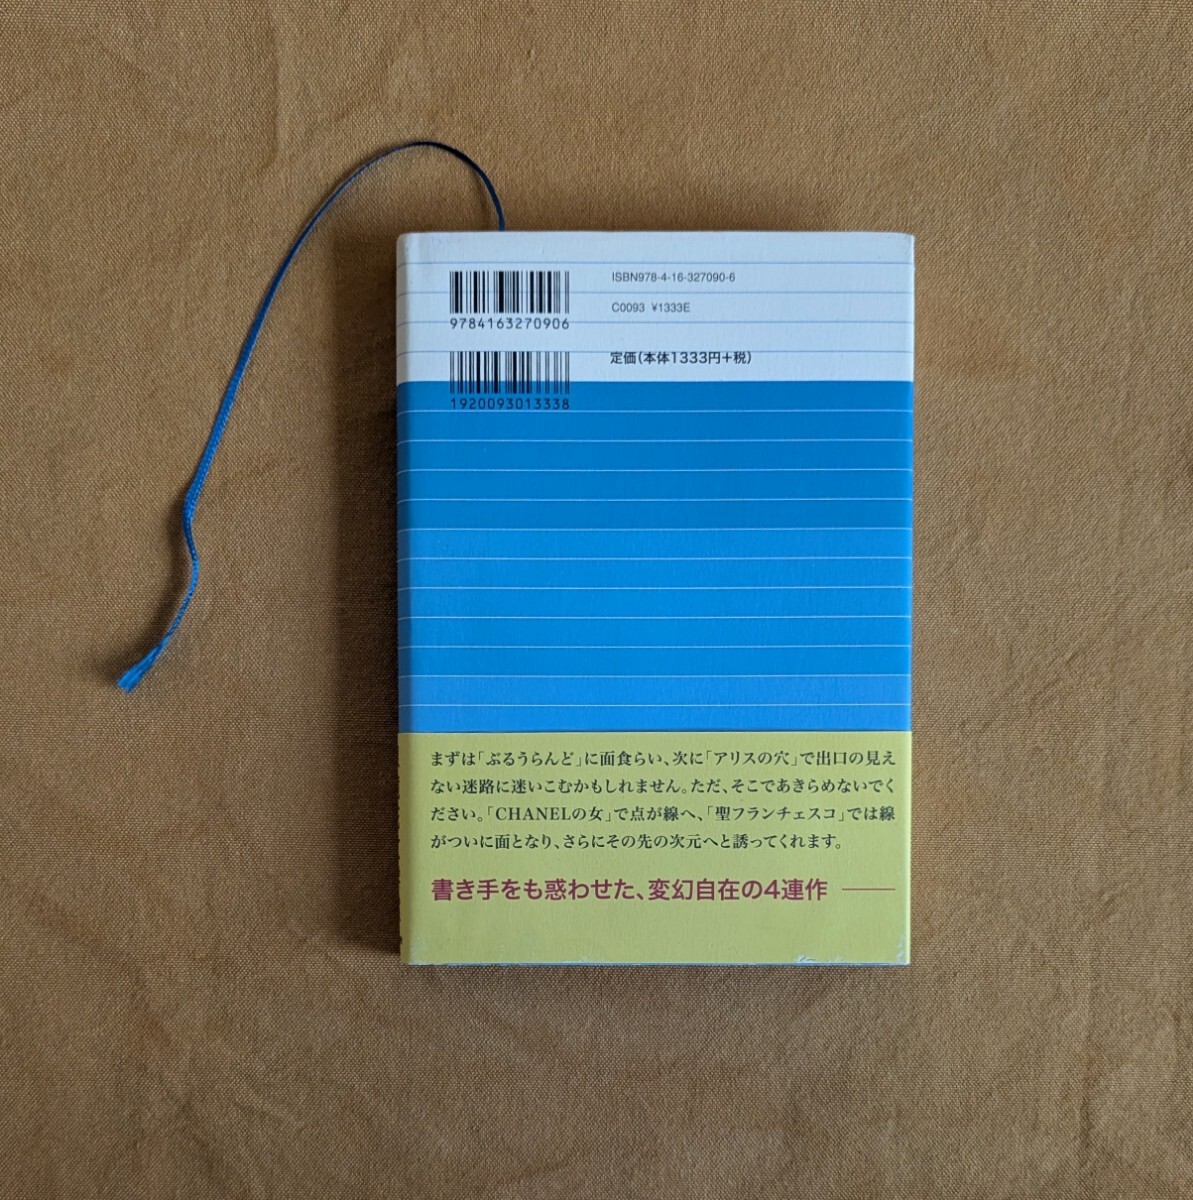 ISBN978-4-16-327090-6
C0093 ¥1333E
9784163270906
定価(本体1333円+税)
1920093013338
まずは「ぶるうらんど」に面食らい、次に「アリスの穴」で出口の見え
ない迷路に迷いこむかもしれません。ただ、そこであきらめないでく
ださい。「CHANELの女」で点が線へ、「聖フランチェスコ」では線
がついに面となり、さらにその先の次元へと誘ってくれます。
書き手をも惑わせた、変幻自在の4連作 ――